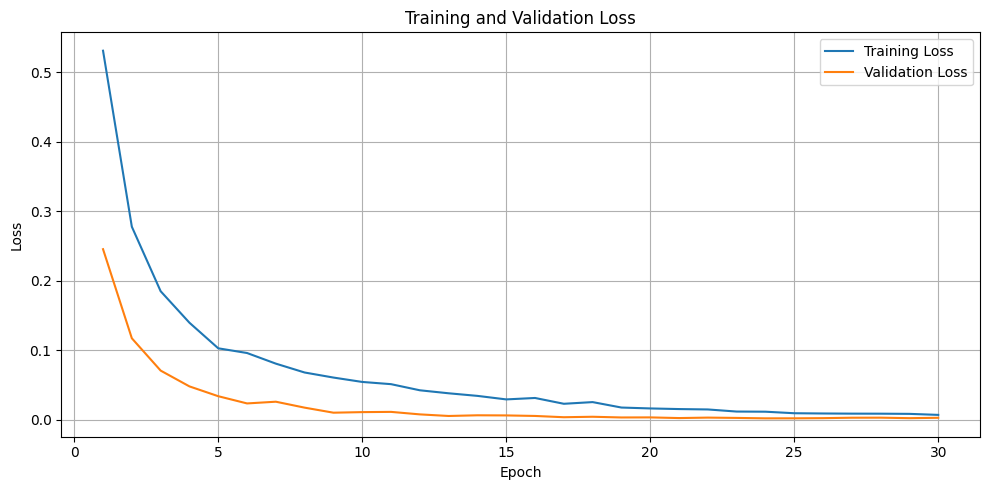 Training and Validation Loss
Training Loss
Validation Loss
0.5
0.4
0.3
0.2
0.1
0.0
Loss
0 5 10 15 20 25 30
Epoch